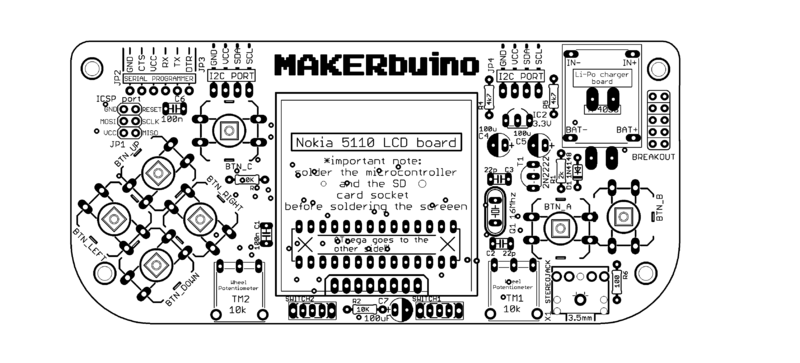 MAKERbuino
JP2
GND
CTS
VCC
RX
TX
DTR
SERIAL PROGRAMMER
JP3
GND
VCC
SDA
SCL
I2C PORT
JP4
GND
VCC
SDA
SCL
I2C PORT
IN-
IN+
Li-Po charger
board
BAT-
BAT+
BREAKOUT
ICSP port
C6
100n
GND
RESET
MOSI
SCLK
VCC
MISO
JP1
BTN_UP
BTN_C
BTN_RIGHT
BTN_LEFT
BTN_DOWN
R4
4k7
R5
4k7
IC2
3.3V
100u
C4
100u
C5
T1
2N2222
R1
D1
1N4148
22p
C3
Q1
16Mhz
C2
22p
BTN_A
BTN_B
Nokia 5110 LCD board
*important note:
solder the microcontroller
and the SD
card socket
before soldering the screeen
ATmega goes to the
other side!
100n
C1
Wheel
Potentiometer
TM2
10k
SWITCH2
R2
10K
C7
100uF
SWITCH1
Wheel
Potentiometer
TM1
10k
X1
STEREOJACK
3.5mm
R6
100